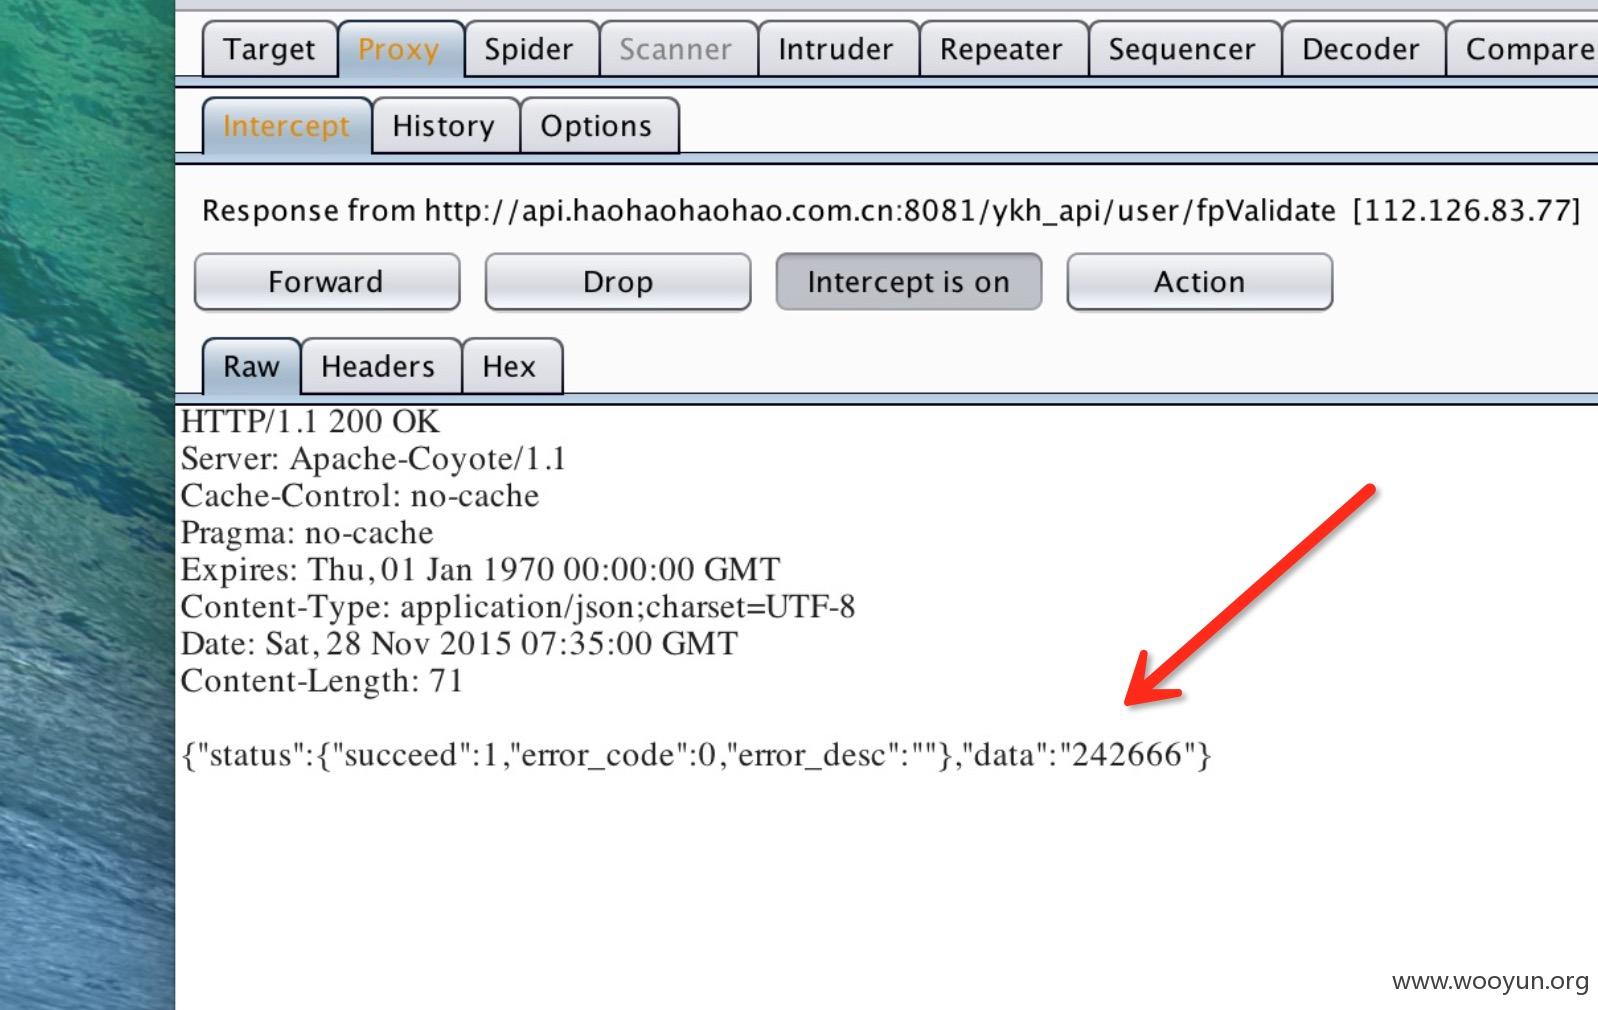 Target Proxy Spider Scanner Intruder Repeater Sequencer Decoder Compare
Intercept History Options
Response from http://api.haohaohaohao.com.cn:8081/ykh_api/user/fpValidate [112.126.83.77]
Forward Drop Intercept is on Action
Raw Headers Hex
HTTP/1.1 200 OK
Server: Apache-Coyote/1.1
Cache-Control: no-cache
Pragma: no-cache
Expires: Thu, 01 Jan 1970 00:00:00 GMT
Content-Type: application/json;charset=UTF-8
Date: Sat, 28 Nov 2015 07:35:00 GMT
Content-Length: 71
{"status":{"succeed":1,"error_code":0,"error_desc":""},"data":"242666"}
www.wooyun.org